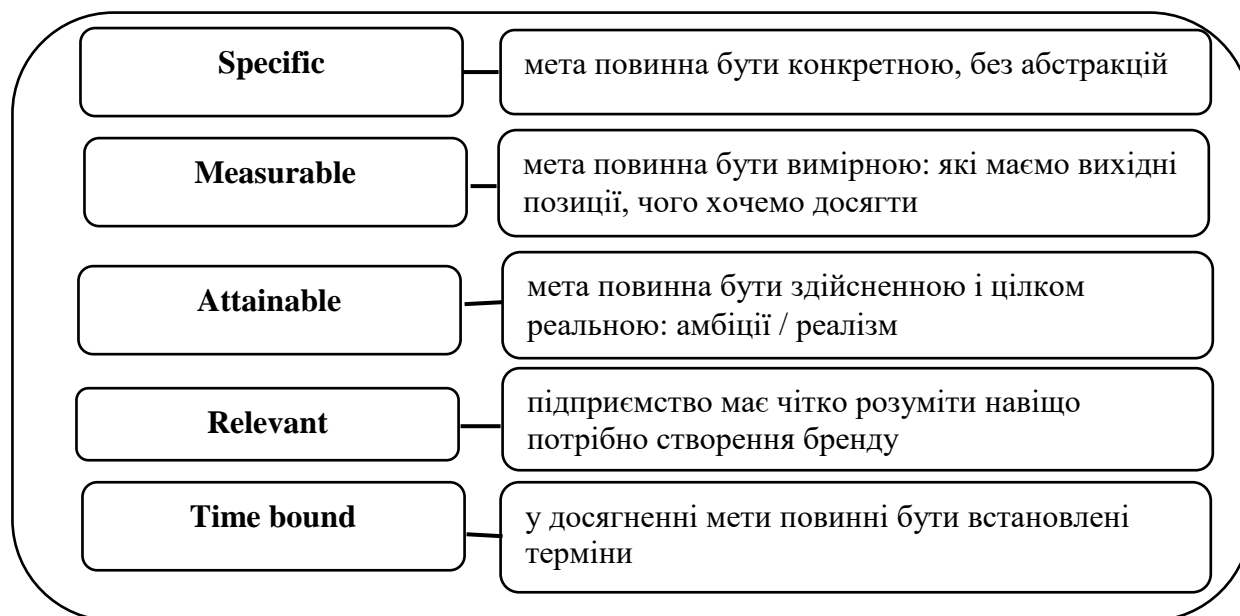 Specific
мета повинна бути конкретною, без абстракцій
Measurable
мета повинна бути вимірною: які маємо вихідні
позиції, чого хочемо досягти
Attainable
мета повинна бути здійсненною і цілком
реальною: амбіції / реалізм
Relevant
підприємство має чітко розуміти навіщо
потрібно створення бренду
Time bound
у досягненні мети повинні бути встановлені
терміни